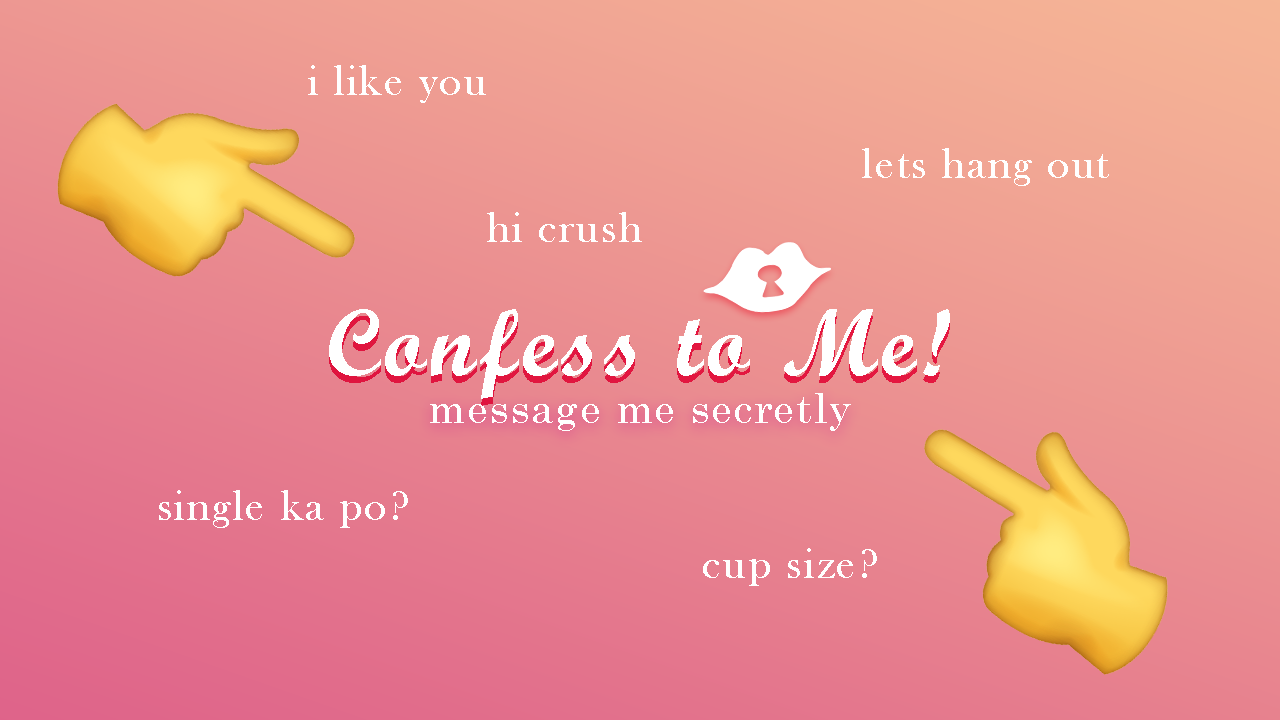 i like you
lets hang out
hi crush
Confess to Me!
message me secretly
single ka po?
cup size?